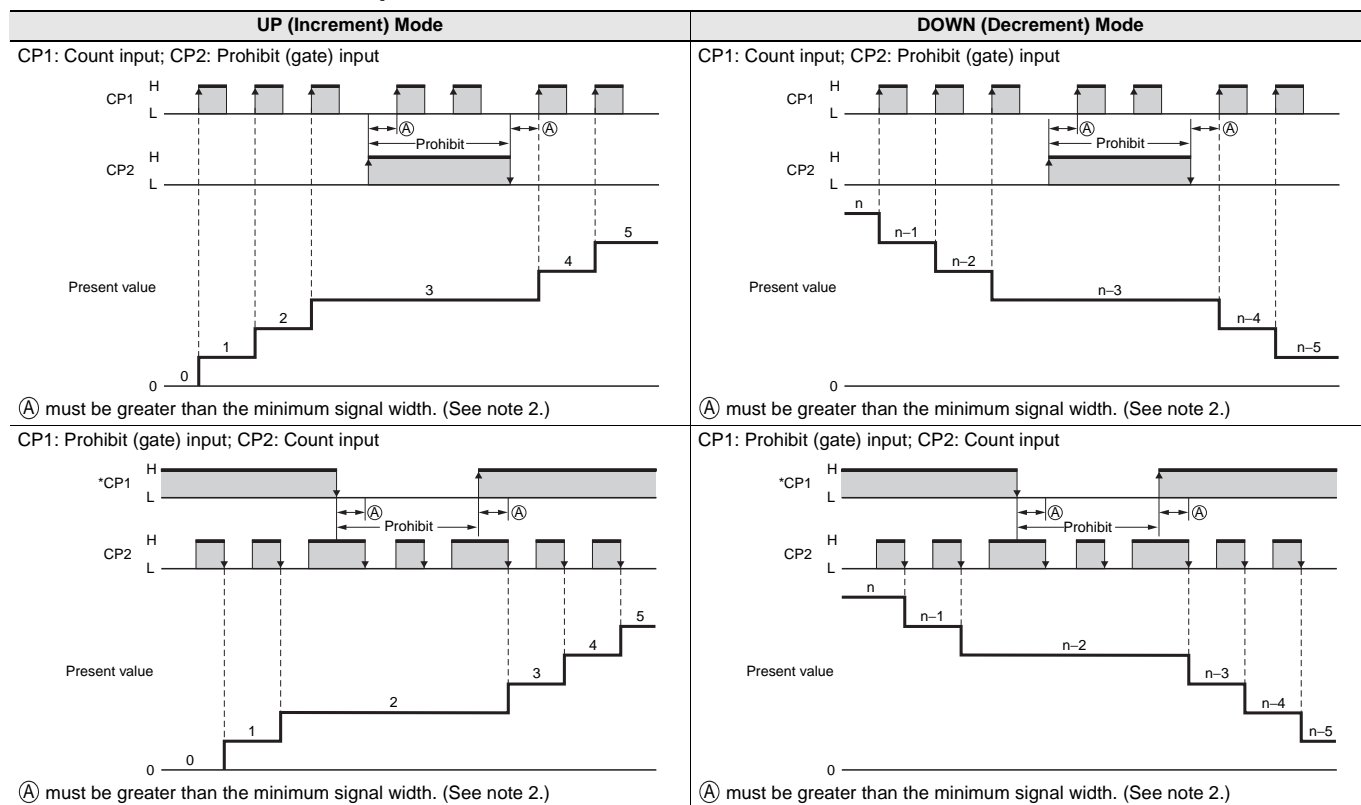 UP (Increment) Mode
DOWN (Decrement) Mode
CP1: Count input; CP2: Prohibit (gate) input
H
CP1
L
Ⓐ
Ⓐ
Prohibit
H
CP2
L
5
4
3
Present value
2
1
0
0
Ⓐ must be greater than the minimum signal width. (See note 2.)
CP1: Count input; CP2: Prohibit (gate) input
H
CP1
L
Ⓐ
Ⓐ
Prohibit
H
CP2
L
n
n–1
n–2
Present value
n–3
n–4
n–5
0
Ⓐ must be greater than the minimum signal width. (See note 2.)
CP1: Prohibit (gate) input; CP2: Count input
H
*CP1
L
Ⓐ
Ⓐ
Prohibit
H
CP2
L
5
4
3
Present value
2
1
0
0
Ⓐ must be greater than the minimum signal width. (See note 2.)
CP1: Prohibit (gate) input; CP2: Count input
H
*CP1
L
Ⓐ
Ⓐ
Prohibit
H
CP2
L
n
n–1
n–2
Present value
n–3
n–4
n–5
0
Ⓐ must be greater than the minimum signal width. (See note 2.)